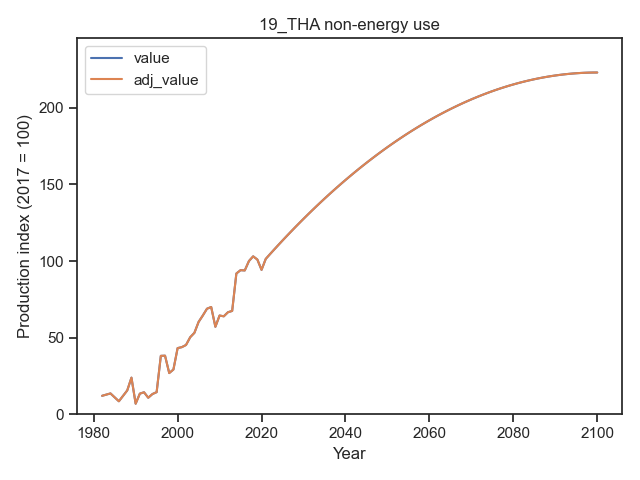 19_THA non-energy use
value
adj_value
Production index (2017 = 100)
200
150
100
50
0
1980
2000
2020
2040
2060
2080
2100
Year